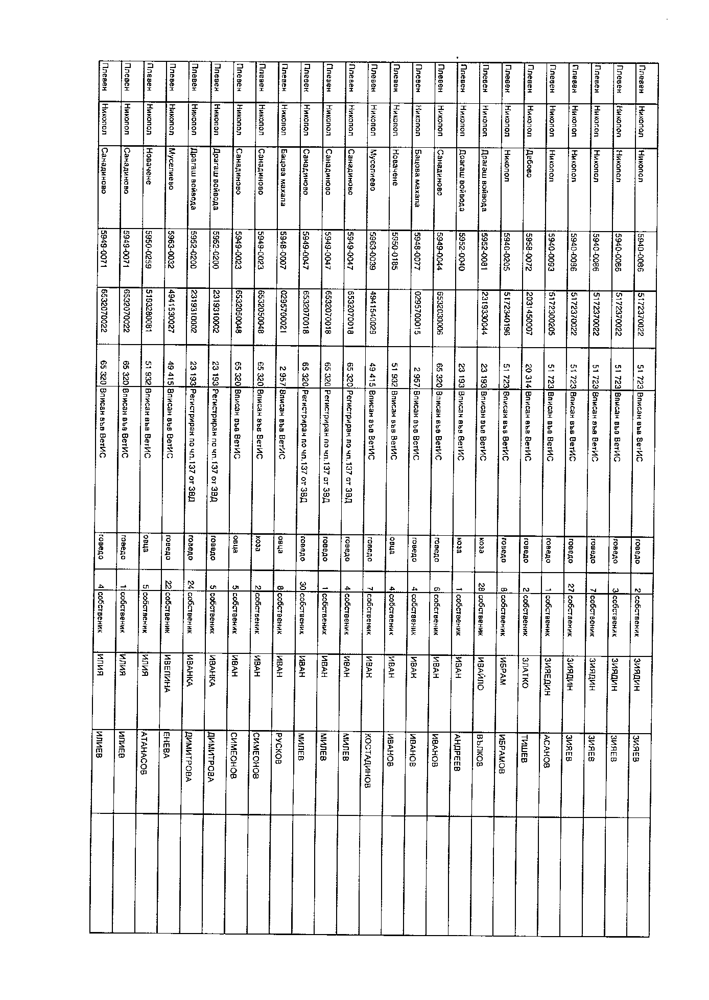 Плевен Никопол Никопол 5940-0086 5172370022 51 723 Вписан във ВетИС говедо 2 собственик ЗИЯДИН ЗИЯЕВ
Плевен Никопол Никопол 5940-0086 5172370022 51 723 Вписан във ВетИС говедо 3 собственик ЗИЯДИН ЗИЯЕВ
Плевен Никопол Никопол 5940-0086 5172370022 51 723 Вписан във ВетИС говедо 7 собственик ЗИЯДИН ЗИЯЕВ
Плевен Никопол Никопол 5940-0086 5172370022 51 723 Вписан във ВетИС говедо 27 собственик ЗИЯДИН ЗИЯЕВ
Плевен Никопол Никопол 5940-0093 5172300205 51 723 Вписан във ВетИС говедо 1 собственик ЗИЯЕДИН АСАНОВ
Плевен Никопол Дебово 5958-0072 2031450007 20 314 Вписан във ВетИС говедо 2 собственик ЗЛАТКО ТИШЕВ
Плевен Никопол Никопол 5940-0205 5172340196 51 723 Вписан във ВетИС говедо 8 собственик ИБРАМ ИБРАМОВ
Плевен Никопол Драгаш войвода 5952-0081 2319330044 23 193 Вписан във ВетИС коза 28 собственик ИВАЙЛО ВЪЛКОВ
Плевен Никопол Драгаш войвода 5952-0040 23 193 Вписан във ВетИС коза 1 собственик ИВАН АНДРЕЕВ
Плевен Никопол Санадиново 5949-0044 6532030006 65 320 Вписан във ВетИС говедо 6 собственик ИВАН ИВАНОВ
Плевен Никопол Бацова махала 5948-0077 0295700015 2 957 Вписан във ВетИС говедо 4 собственик ИВАН ИВАНОВ
Плевен Никопол Новачене 5950-0185 51 932 Вписан във ВетИС овца 4 собственик ИВАН ИВАНОВ
Плевен Никопол Муселиево 5963-0039 4941540029 49 415 Вписан във ВетИС говедо 7 собственик ИВАН КОСТАДИНОВ
Плевен Никопол Санадиново 5949-0047 6532070018 65 320 Регистриран по чл.137 от ЗВД говедо 4 собственик ИВАН МИЛЕВ
Плевен Никопол Санадиново 5949-0047 6532070018 65 320 Регистриран по чл.137 от ЗВД говедо 1 собственик ИВАН МИЛЕВ
Плевен Никопол Санадиново 5949-0047 6532070018 65 320 Регистриран по чл.137 от ЗВД говедо 30 собственик ИВАН МИЛЕВ
Плевен Никопол Бацова махала 5948-0007 0295700021 2 957 Вписан във ВетИС овца 8 собственик ИВАН РУСКОВ
Плевен Никопол Санадиново 5949-0023 6532050048 65 320 Вписан във ВетИС коза 2 собственик ИВАН СИМЕОНОВ
Плевен Никопол Санадиново 5949-0023 6532050048 65 320 Вписан във ВетИС овца 5 собственик ИВАН СИМЕОНОВ
Плевен Никопол Драгаш войвода 5952-0200 2319310002 23 193 Регистриран по чл.137 от ЗВД говедо 5 собственик ИВАНКА ДИМИТРОВА
Плевен Никопол Драгаш войвода 5952-0200 2319310002 23 193 Регистриран по чл.137 от ЗВД говедо 24 собственик ИВАНКА ДИМИТРОВА
Плевен Никопол Муселиево 5963-0032 4941530027 49 415 Вписан във ВетИС говедо 22 собственик ИВЕЛИНА ЕНЕВА
Плевен Никопол Новачене 5950-0259 5193280081 51 932 Вписан във ВетИС овца 5 собственик ИЛИЯ АТАНАСОВ
Плевен Никопол Санадиново 5949-0071 6532070022 65 320 Вписан във ВетИС говедо 1 собственик ИЛИЯ ИЛИЕВ
Плевен Никопол Санадиново 5949-0071 6532070022 65 320 Вписан във ВетИС говедо 4 собственик ИЛИЯ ИЛИЕВ